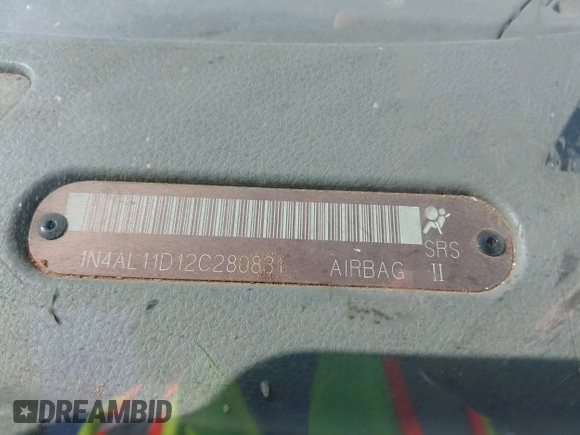 SRS
1N4AL11D12C280831 AIRBAG II
DREAMBID